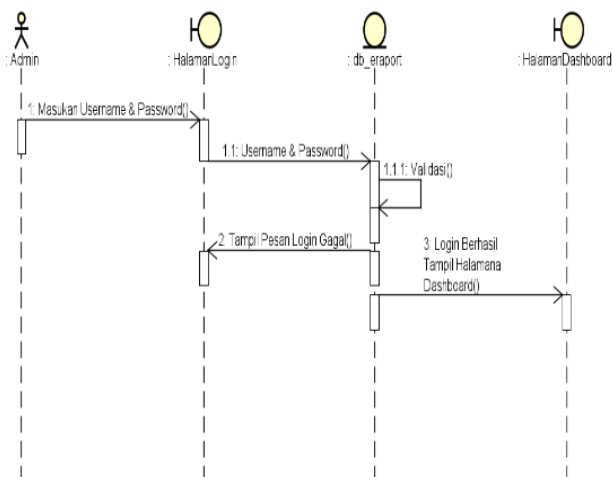 : Admin
: HalamanLogin
: db_eraport
: HalamanDashboard
1: Masukan Username & Password()
1.1: Username & Password()
1.1.1: Validasi()
2: Tampil Pesan Login Gagal()
3: Login Berhasil
Tampil Halamana
Dashboard()